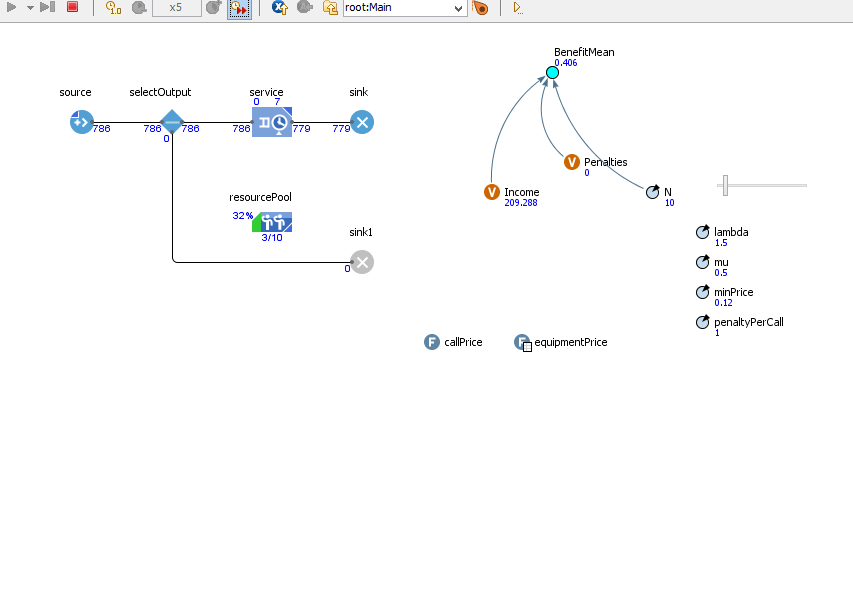 x5
root:Main
1.0
BenefitMean
0.406
source
selectOutput
service
sink
0 7
786
786
786
786
779
779
0
Penalties
0
Income
209.288
N
10
resourcePool
32%
3/10
sink1
0
lambda
1.5
mu
0.5
minPrice
0.12
penaltyPerCall
1
F callPrice
F equipmentPrice
V
V